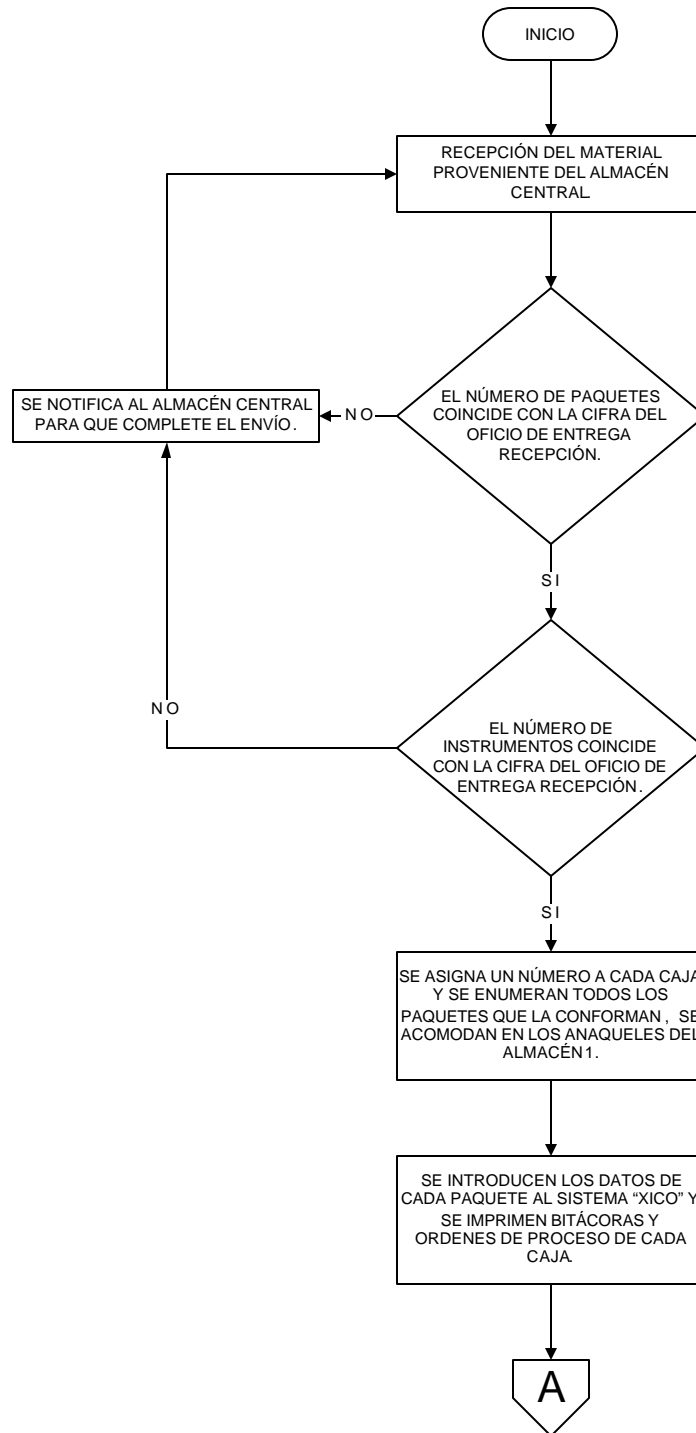 INICIO
RECEPCIÓN DEL MATERIAL
PROVENIENTE DEL ALMACÉN
CENTRAL.
EL NÚMERO DE PAQUETES
COINCIDE CON LA CIFRA DEL
OFICIO DE ENTREGA
RECEPCIÓN.
NO
SE NOTIFICA AL ALMACÉN CENTRAL
PARA QUE COMPLETE EL ENVÍO.
SI
EL NÚMERO DE
INSTRUMENTOS COINCIDE
CON LA CIFRA DEL OFICIO DE
ENTREGA RECEPCIÓN.
NO
SI
SE ASIGNA UN NÚMERO A CADA CAJA
Y SE ENUMERAN TODOS LOS
PAQUETES QUE LA CONFORMAN, SE
ACOMODAN EN LOS ANAQUELES DEL
ALMACÉN 1.
SE INTRODUCEN LOS DATOS DE
CADA PAQUETE AL SISTEMA “XICO” Y
SE IMPRIMEN BITÁCORAS Y
ORDENES DE PROCESO DE CADA
CAJA.
A